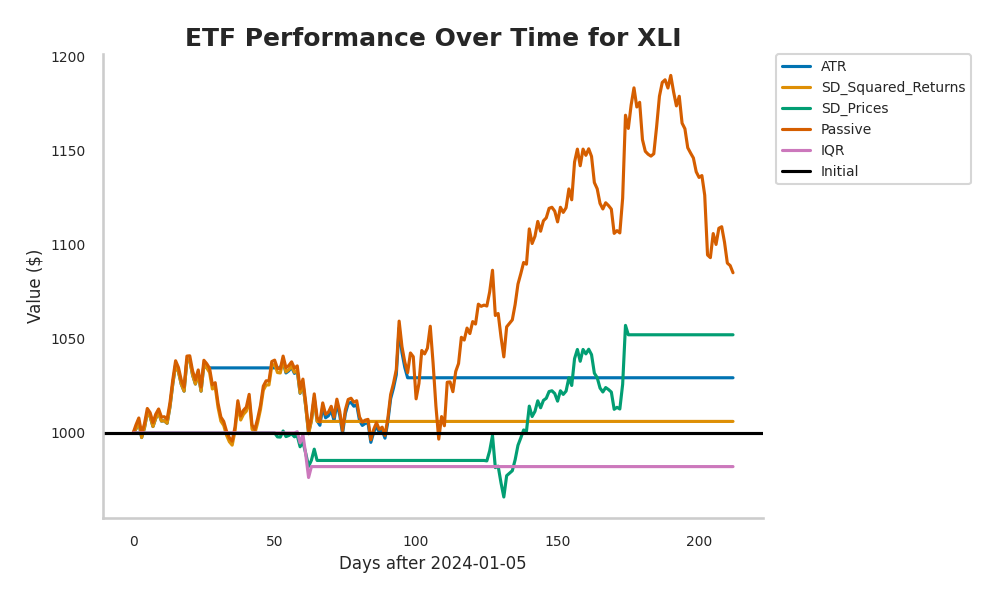 ETF Performance Over Time for XLI
1200
1150
1100
1050
1000
Value ($)
0 50 100 150 200
Days after 2024-01-05
ATR
SD_Squared_Returns
SD_Prices
Passive
IQR
Initial